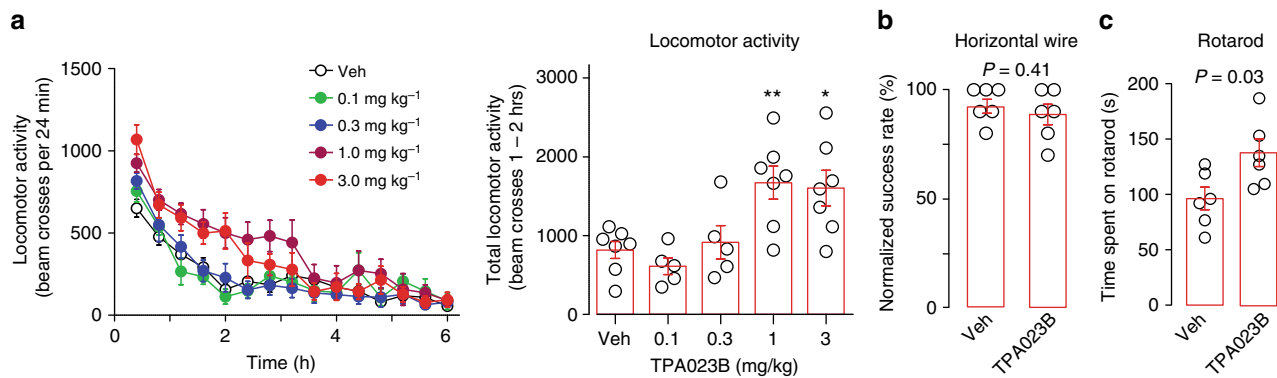 a
Locomotor activity
(beam crosses per 24 min)
1500
1000
500
0
0
2
4
6
Time (h)
Veh
0.1 mg kg⁻¹
0.3 mg kg⁻¹
1.0 mg kg⁻¹
3.0 mg kg⁻¹
Locomotor activity
Total locomotor activity
(beam crosses 1 – 2 hrs)
3000
2000
1000
0
**
*
Veh
0.1
0.3
1
3
TPA023B (mg/kg)
b
Horizontal wire
P = 0.41
Normalized success rate (%)
100
50
0
Veh
TPA023B
c
Rotarod
P = 0.03
Time spent on rotarod (s)
200
150
100
50
0
Veh
TPA023B